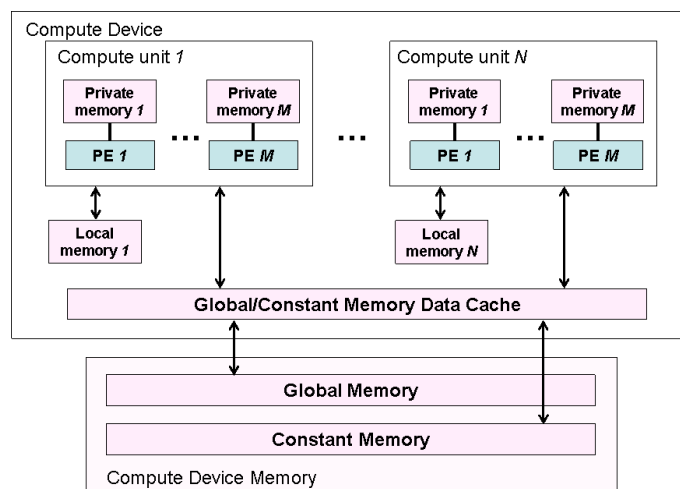 Compute Device
Compute unit 1
Compute unit N
Private
memory 1
Private
memory M
Private
memory 1
Private
memory M
...
...
...
PE 1
PE M
PE 1
PE M
Local
memory 1
Local
memory N
Global/Constant Memory Data Cache
Global Memory
Constant Memory
Compute Device Memory